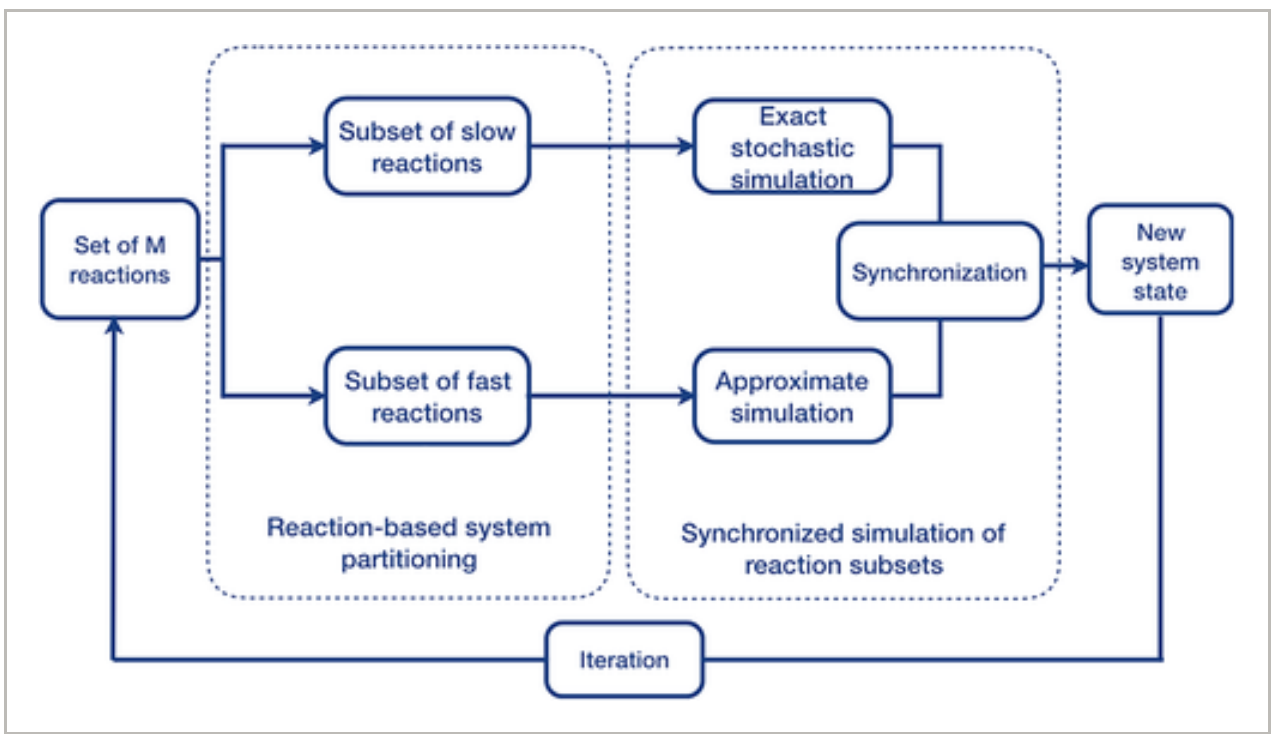 Set of M
reactions
Subset of slow
reactions
Subset of fast
reactions
Reaction-based system
partitioning
Exact
stochastic
simulation
Synchronization
Approximate
simulation
Synchronized simulation of
reaction subsets
New
system
state
Iteration